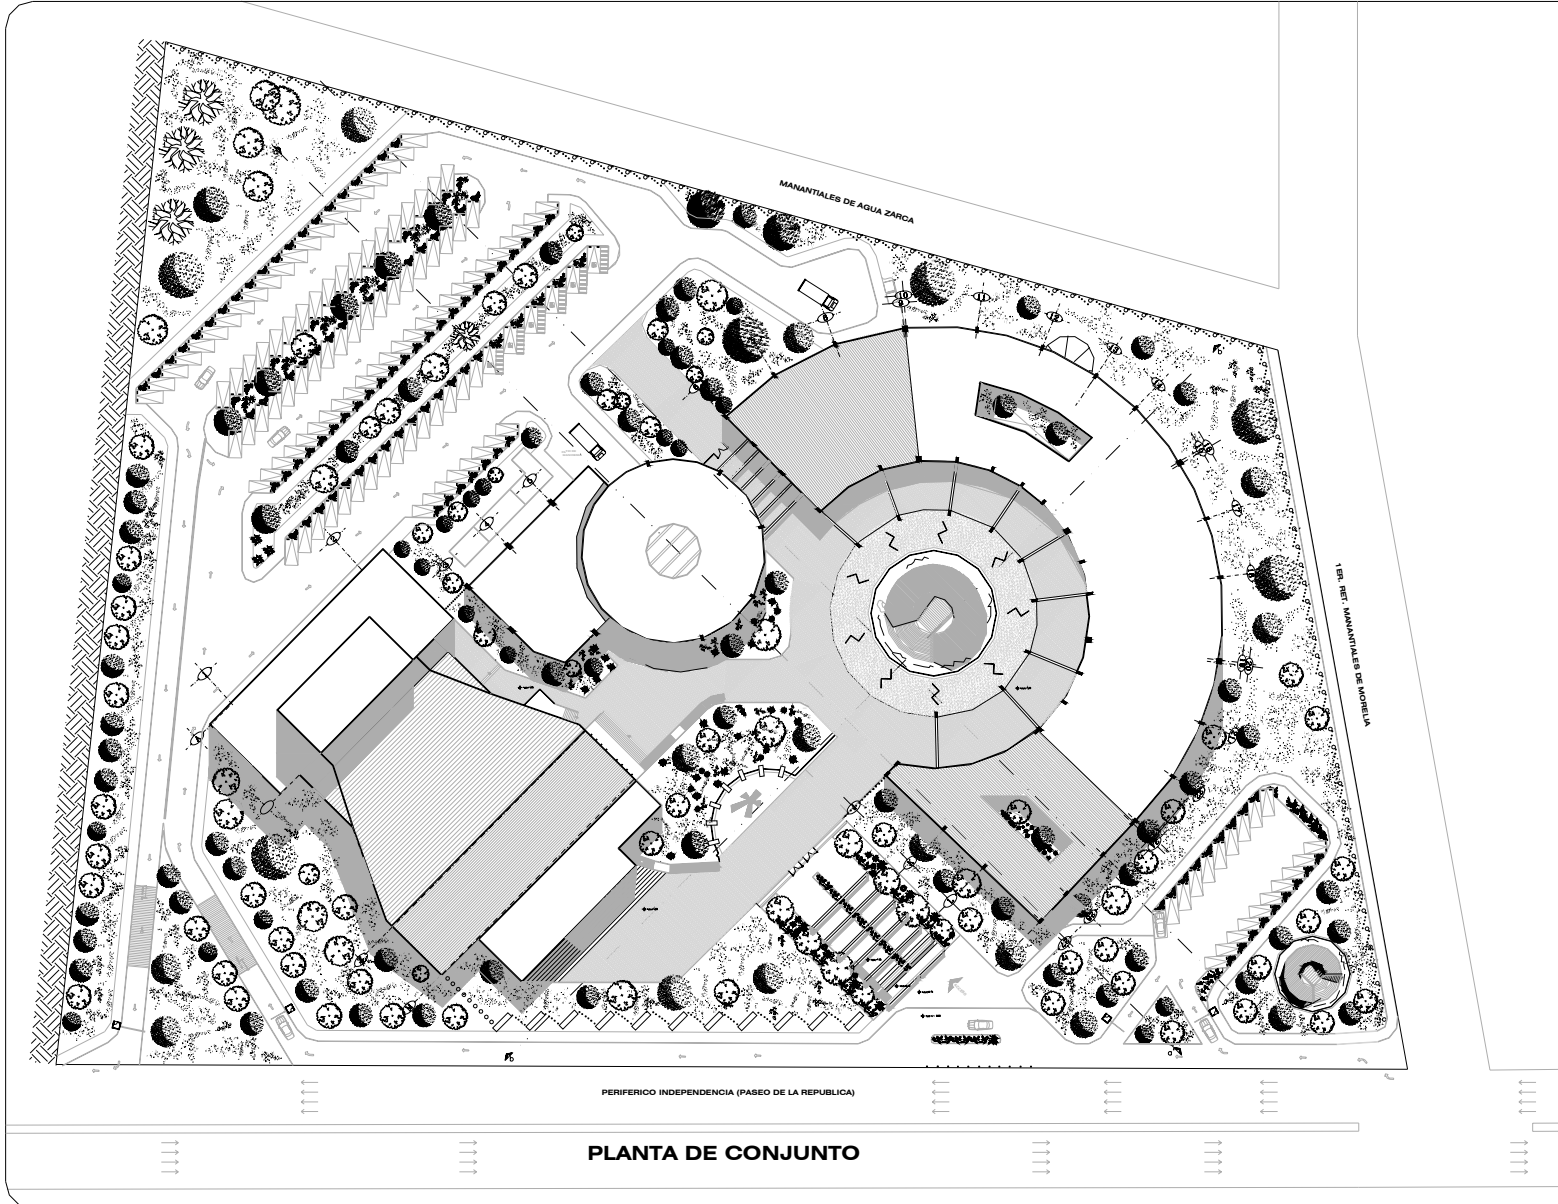 MANANTIALES DE AGUA ZARCA
1ER. RET. MANANTIALES DE MORELIA
PERIFERICO INDEPENDENCIA (PASEO DE LA REPUBLICA)
PLANTA DE CONJUNTO